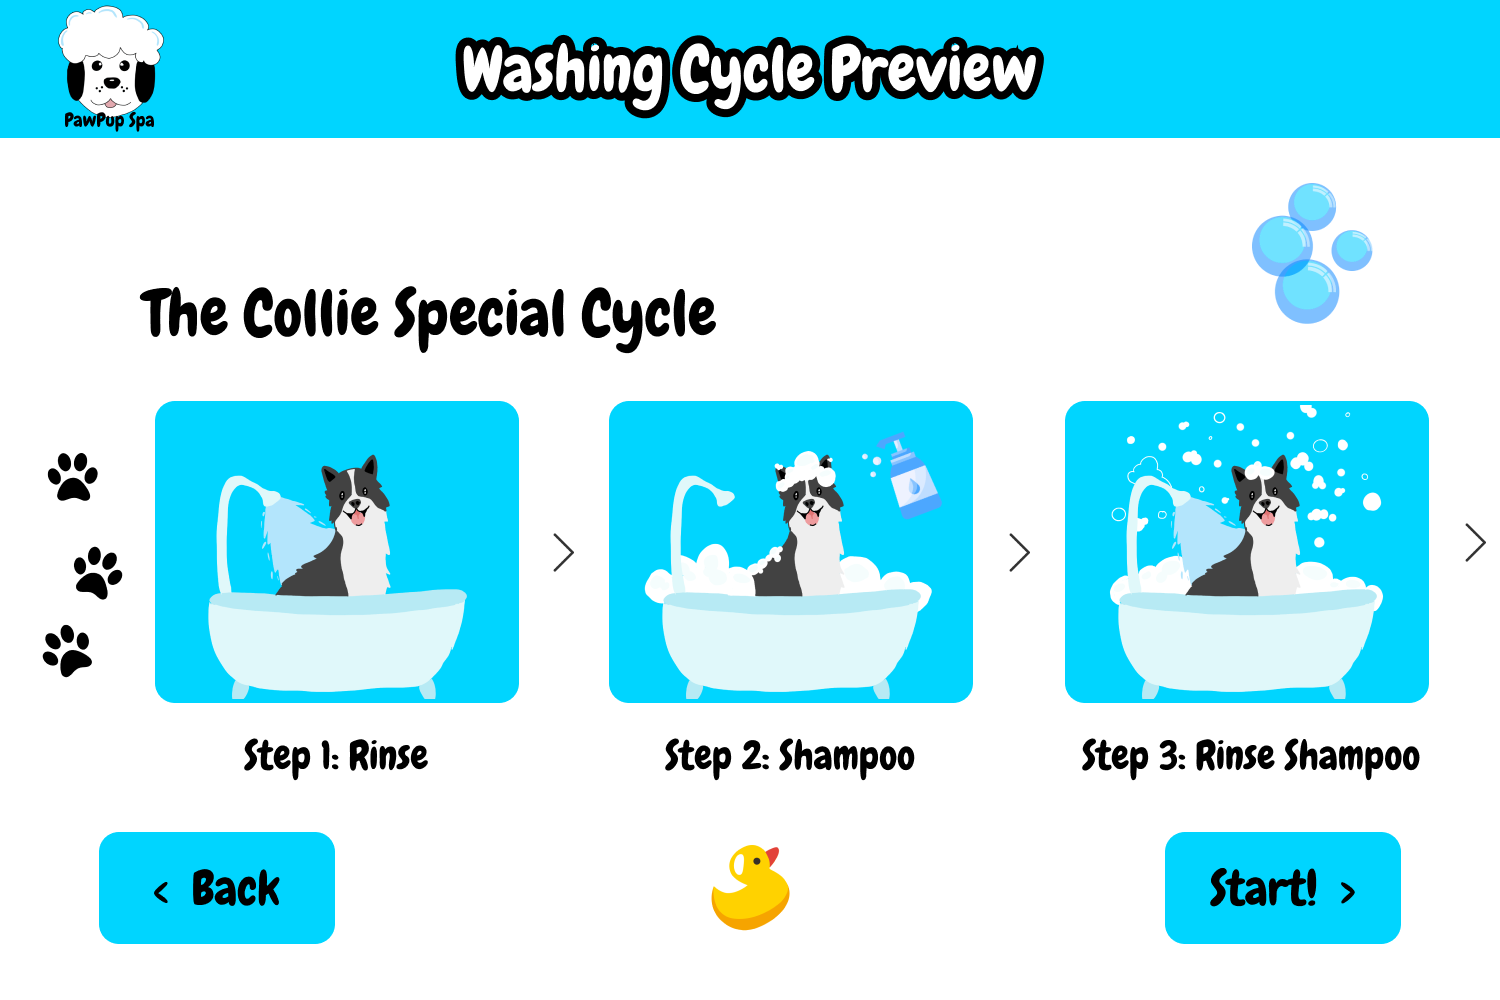 PawPup Spa
Washing Cycle Preview
The Collie Special Cycle
Step 1: Rinse
Step 2: Shampoo
Step 3: Rinse Shampoo
< Back
Start! >